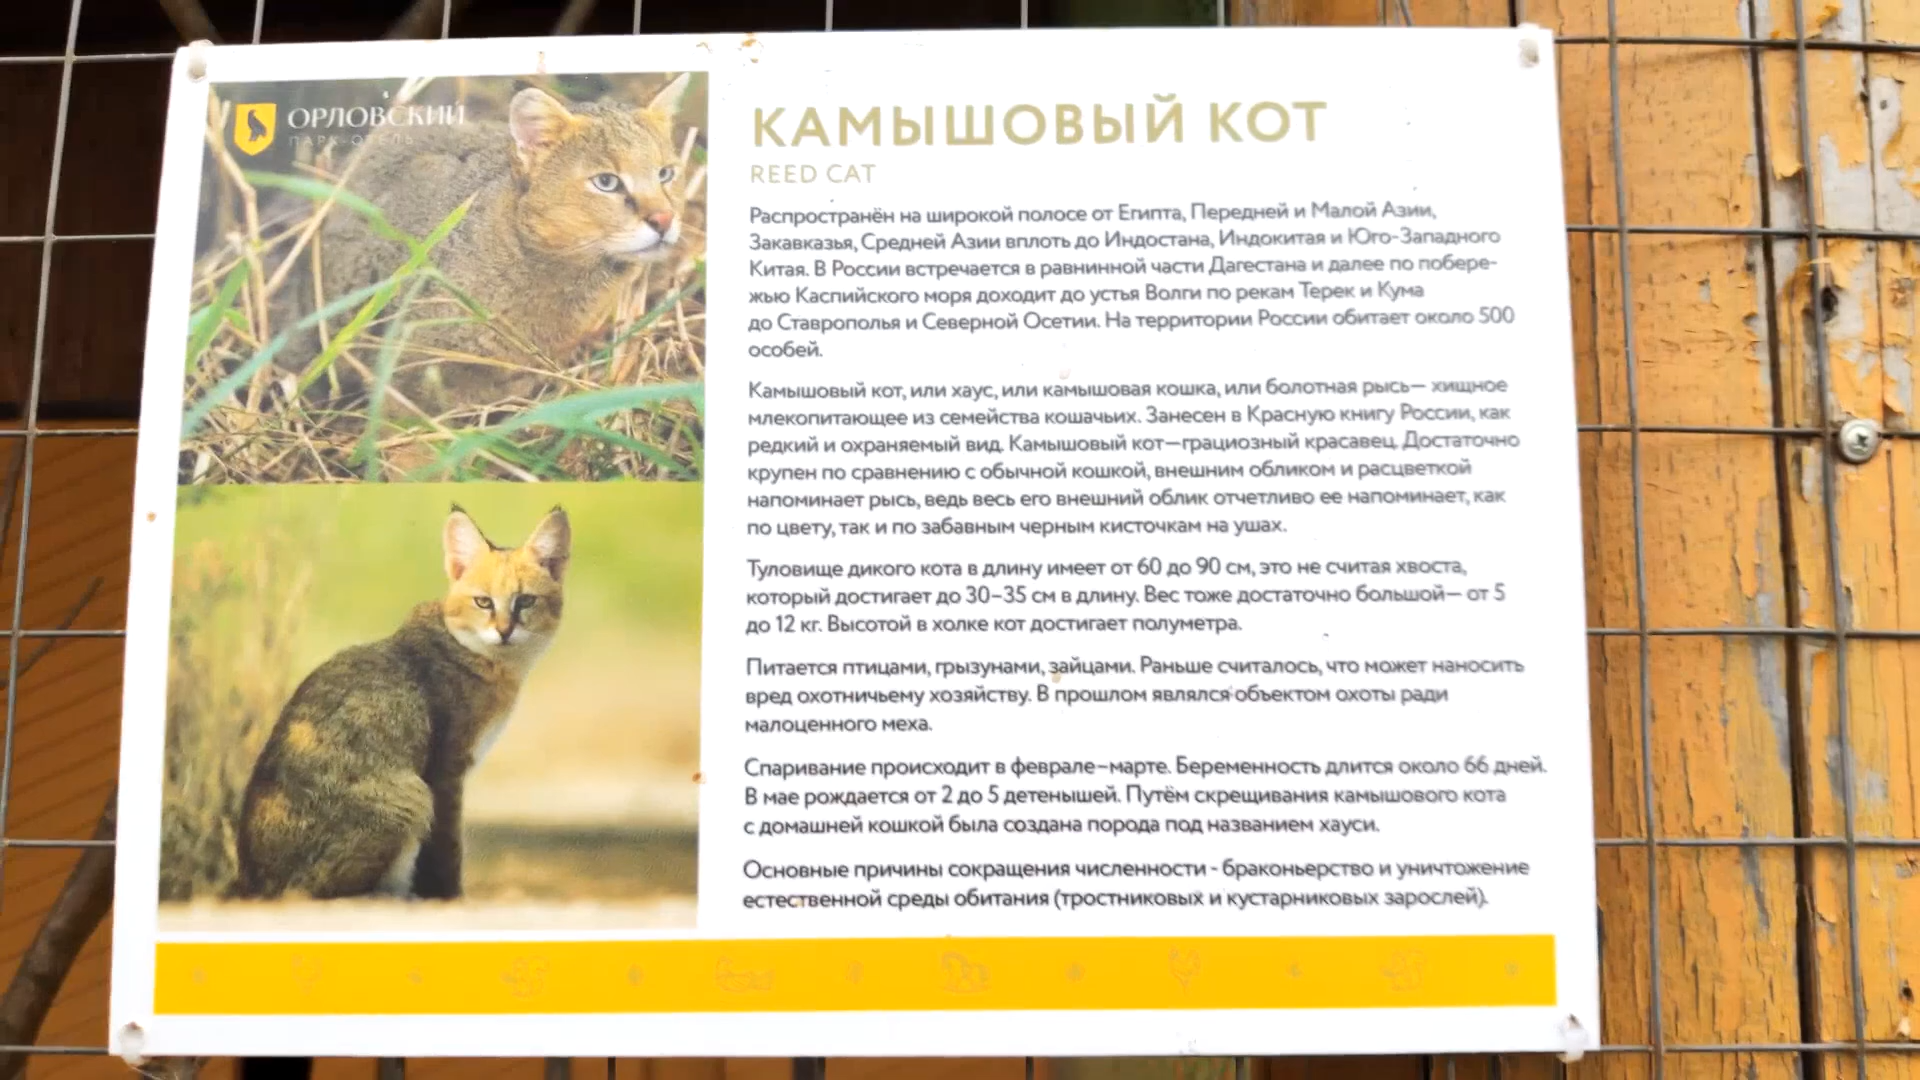 ОРЛОВСКИЙ
ПАРК-ОТЕЛЬ
КАМЫШОВЫЙ КОТ
REED CAT
Распространён на широкой полосе от Египта, Передней и Малой Азии,
Закавказья, Средней Азии вплоть до Индостана, Индокитая и Юго-Западного
Китая. В России встречается в равнинной части Дагестана и далее по побере-
жью Каспийского моря доходит до устья Волги по рекам Терек и Кума
до Ставрополья и Северной Осетии. На территории России обитает около 500
особей.
Камышовый кот, или хаус, или камышовая кошка, или болотная рысь— хищное
млекопитающее из семейства кошачьих. Занесен в Красную книгу России, как
редкий и охраняемый вид. Камышовый кот—грациозный красавец. Достаточно
крупен по сравнению с обычной кошкой, внешним обликом и расцветкой
напоминает рысь, ведь весь его внешний облик отчетливо ее напоминает, как
по цвету, так и по забавным черным кисточкам на ушах.
Туловище дикого кота в длину имеет от 60 до 90 см, это не считая хвоста,
который достигает до 30–35 см в длину. Вес тоже достаточно большой— от 5
до 12 кг. Высотой в холке кот достигает полуметра.
Питается птицами, грызунами, зайцами. Раньше считалось, что может наносить
вред охотничьему хозяйству. В прошлом являлся объектом охоты ради
малоценного меха.
Спаривание происходит в феврале–марте. Беременность длится около 66 дней.
В мае рождается от 2 до 5 детенышей. Путём скрещивания камышового кота
с домашней кошкой была создана порода под названием хауси.
Основные причины сокращения численности - браконьерство и уничтожение
естественной среды обитания (тростниковых и кустарниковых зарослей).